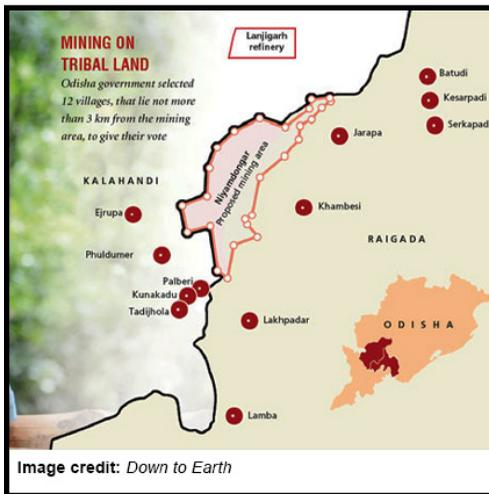 MINING ON
TRIBAL LAND
Odisha government selected
12 villages, that lie not more
than 3 km from the mining
area, to give their vote
Lanjigarh
refinery
Batudi
Kesarpadi
Serkapadi
Jarapa
Niyamdongar
Proposed mining area
KALAHANDI
Ejrupa
Khambesi
RAIGADA
Phuldumer
Palberi
Kunakadu
Tadijhola
Lakhpadar
ODISHA
Lamba
Image credit: Down to Earth